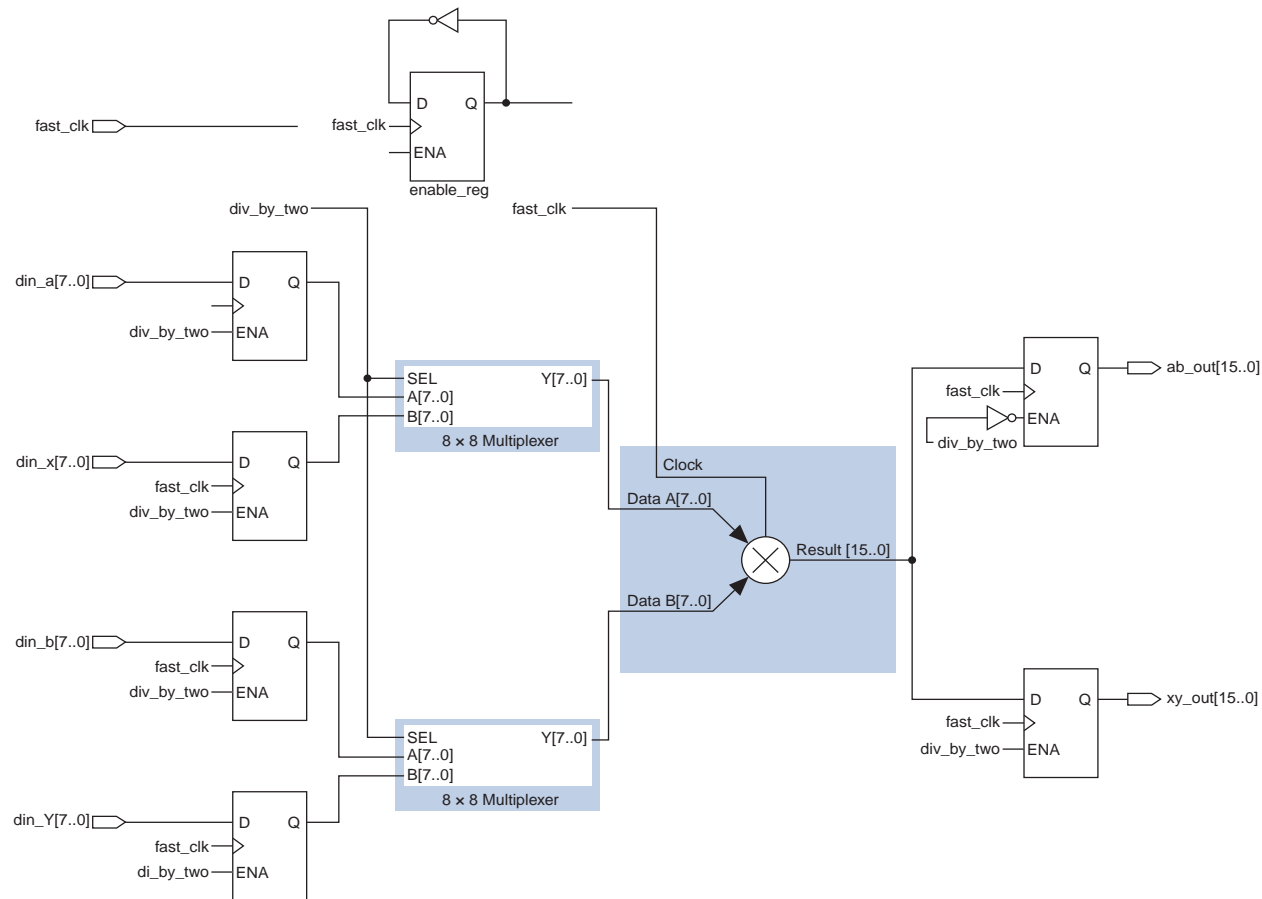 D
Q
fast_clk
fast_clk
ENA
enable_reg
div_by_two
fast_clk
din_a[7..0]
D
Q
div_by_two
ENA
SEL
Y[7..0]
A[7..0]
B[7..0]
8 × 8 Multiplexer
D
Q
ab_out[15..0]
fast_clk
ENA
div_by_two
din_x[7..0]
D
Q
fast_clk
div_by_two
ENA
Clock
Data A[7..0]
Result [15..0]
Data B[7..0]
din_b[7..0]
D
Q
fast_clk
div_by_two
ENA
D
Q
xy_out[15..0]
fast_clk
div_by_two
ENA
SEL
Y[7..0]
A[7..0]
B[7..0]
8 × 8 Multiplexer
din_Y[7..0]
D
Q
fast_clk
di_by_two
ENA